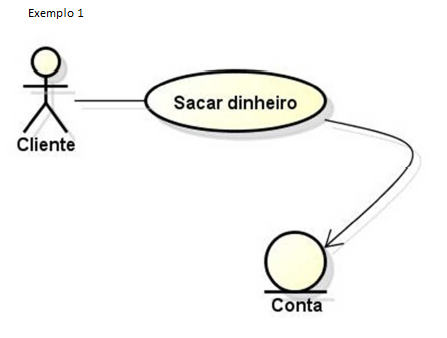 Exemplo 1
Sacar dinheiro
Cliente
Conta